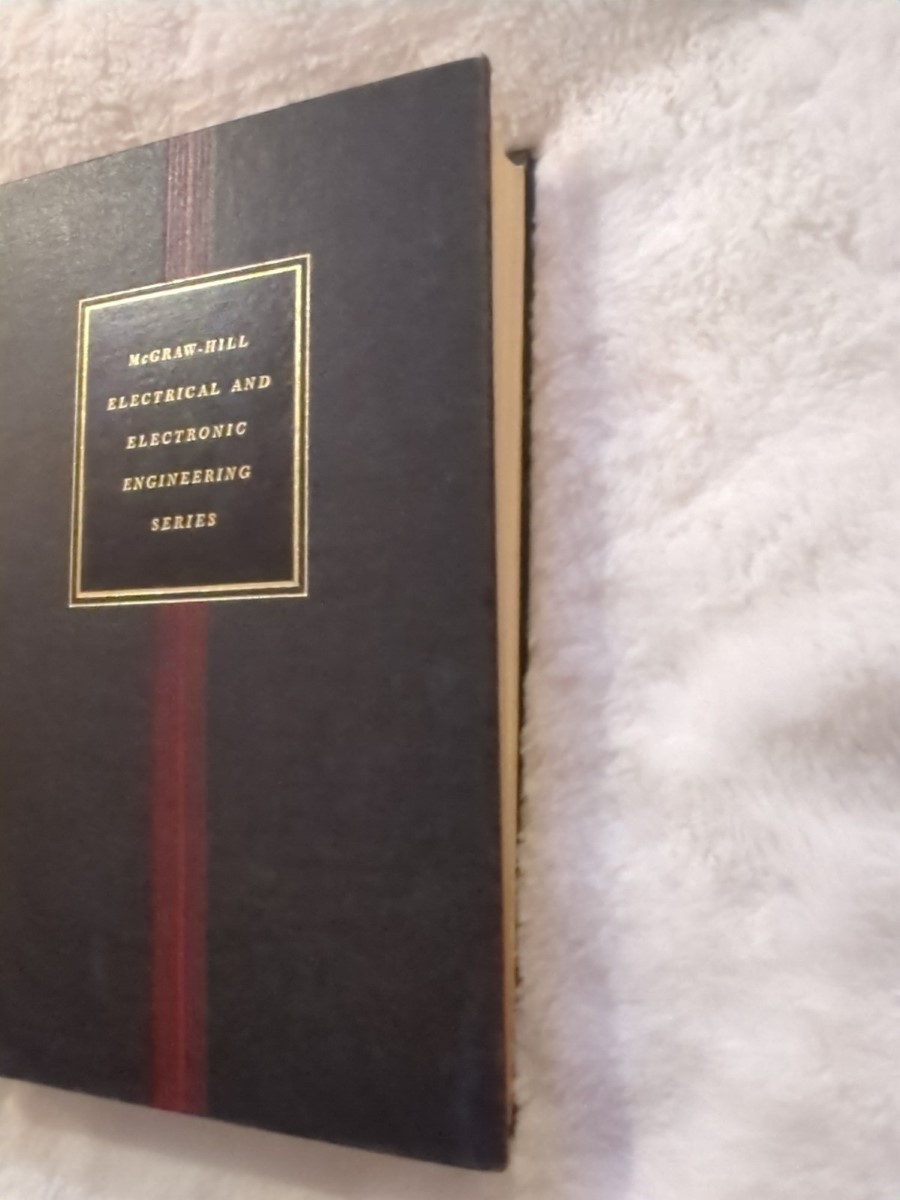 McGRAW-HILL
ELECTRICAL AND
ELECTRONIC
ENGINEERING
SERIES